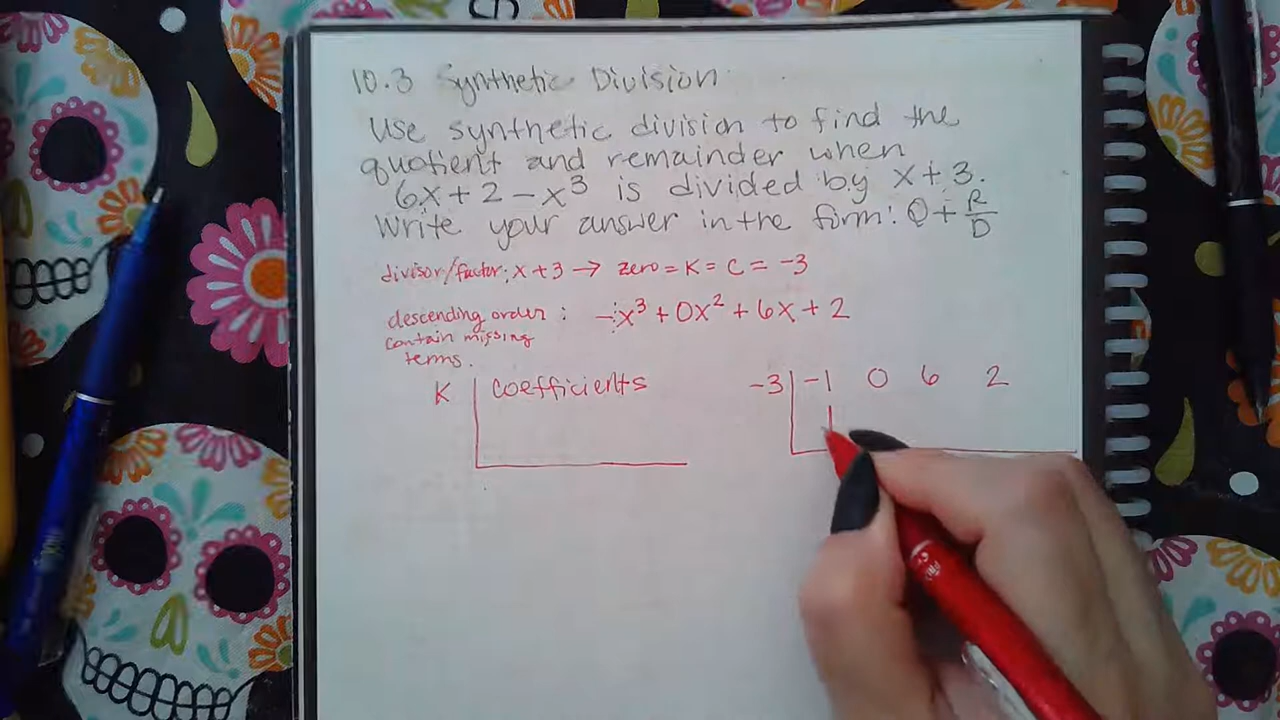 10.3 Synthetic Division
Use synthetic division to find the
quotient and remainder when
6x + 2 - x³ is divided by x + 3.
Write your answer in the form: Q + R/D
divisor/factor: x + 3 → zero = K = C = -3
descending order : -x³ + 0x² + 6x + 2
contain missing
terms.
K | coefficients
-3 | -1 0 6 2